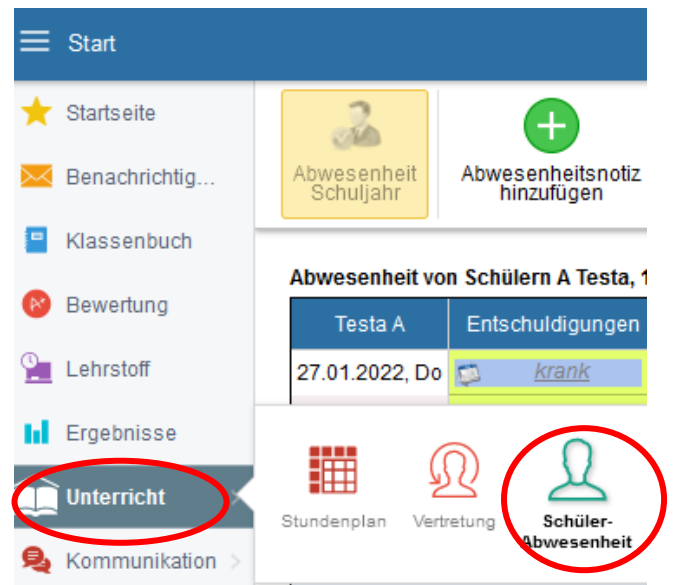 Start
Startseite
Benachrichtig...
Klassenbuch
Bewertung
Lehrstoff
Ergebnisse
Unterricht
Kommunikation
Abwesenheit
Schuljahr
Abwesenheitsnotiz
hinzufügen
Abwesenheit von Schülern A Testa, 1
Testa A Entschuldigungen
27.01.2022, Do krank
Stundenplan Vertretung Schüler-
Abwesenheit